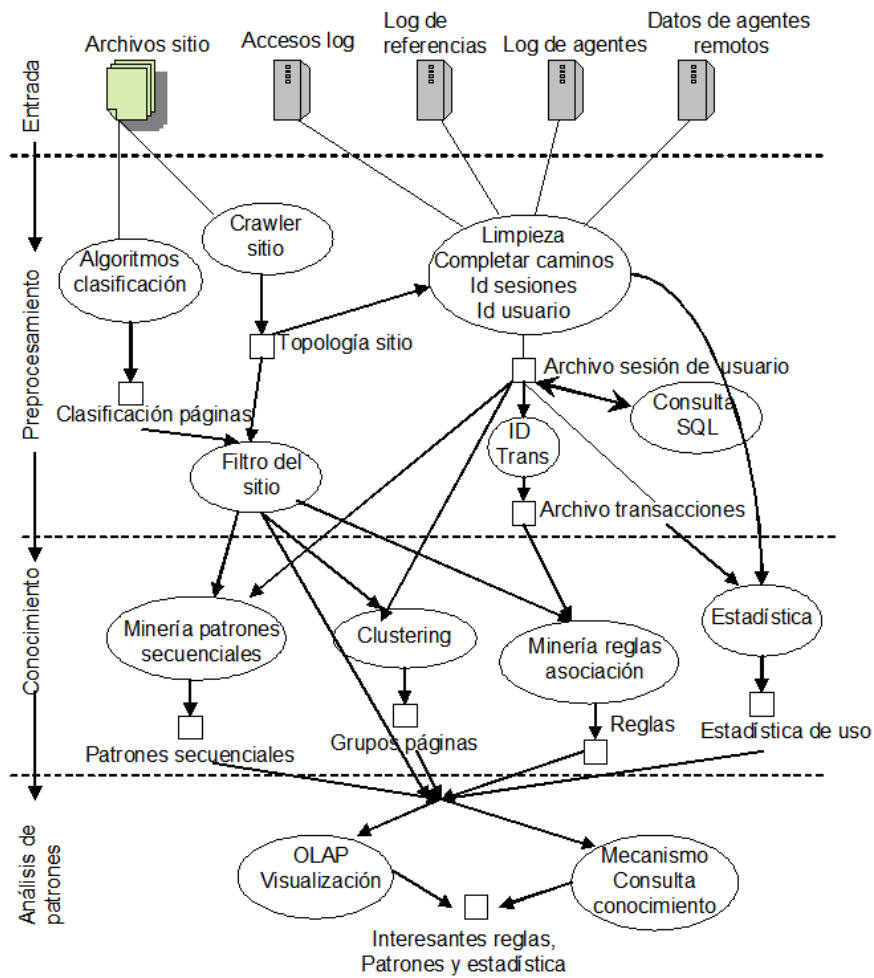 Archivos sitio
Accesos log
Log de
referencias
Log de agentes
Datos de agentes
remotos
Entrada
Crawler
sitio
Algoritmos
clasificación
Limpieza
Completar caminos
Id sesiones
Id usuario
Preprocesamiento
Topología sitio
Archivo sesión de usuario
Clasificación páginas
Consulta
SQL
ID
Trans
Filtro del
sitio
Archivo transacciones
Conocimiento
Minería patrones
secuenciales
Clustering
Minería reglas
asociación
Estadística
Patrones secuenciales
Grupos páginas
Reglas
Estadística de uso
Análisis de
patrones
OLAP
Visualización
Mecanismo
Consulta
conocimiento
Interesantes reglas,
Patrones y estadística